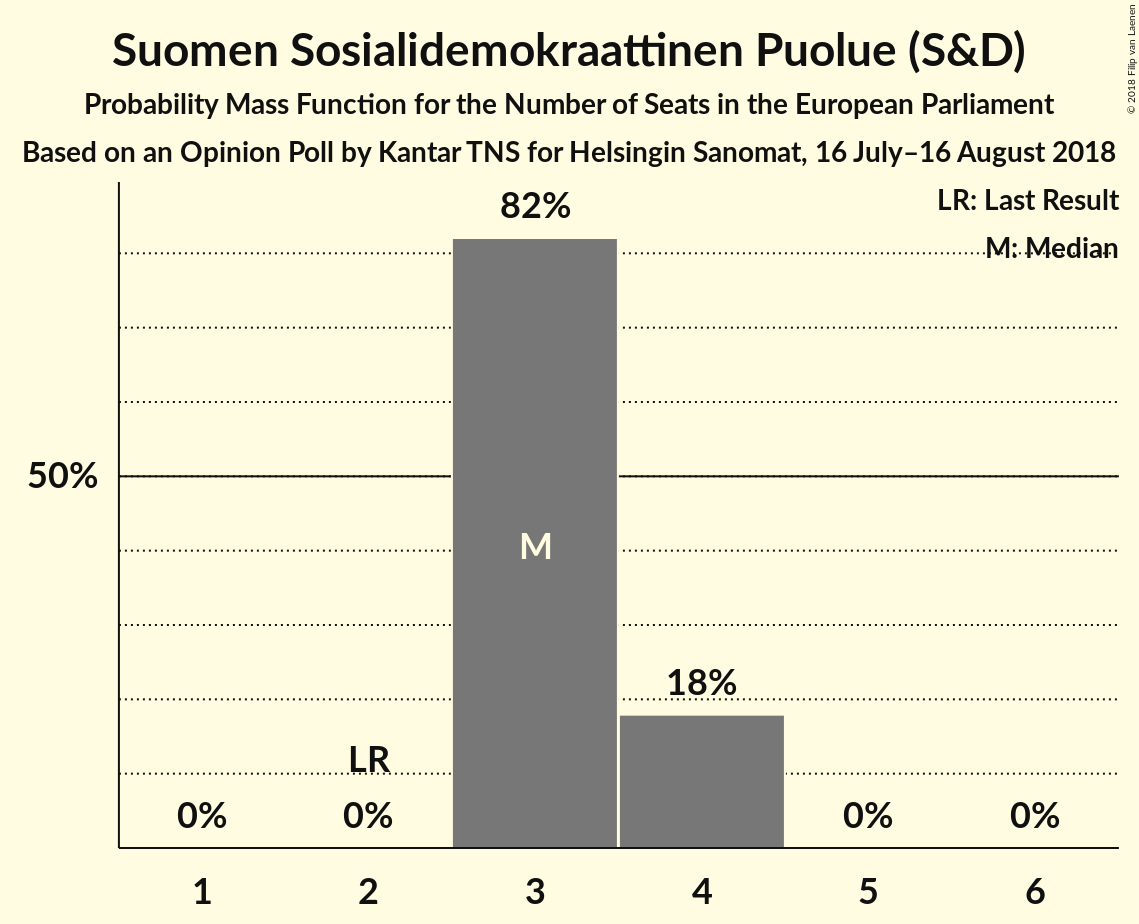 Suomen Sosialidemokraattinen Puolue (S&D)
Probability Mass Function for the Number of Seats in the European Parliament
Based on an Opinion Poll by Kantar TNS for Helsingin Sanomat, 16 July–16 August 2018
© 2018 Filip van Laenen
LR: Last Result
M: Median
82%
50%
M
18%
LR
0% 0% 0% 0%
1 2 3 4 5 6